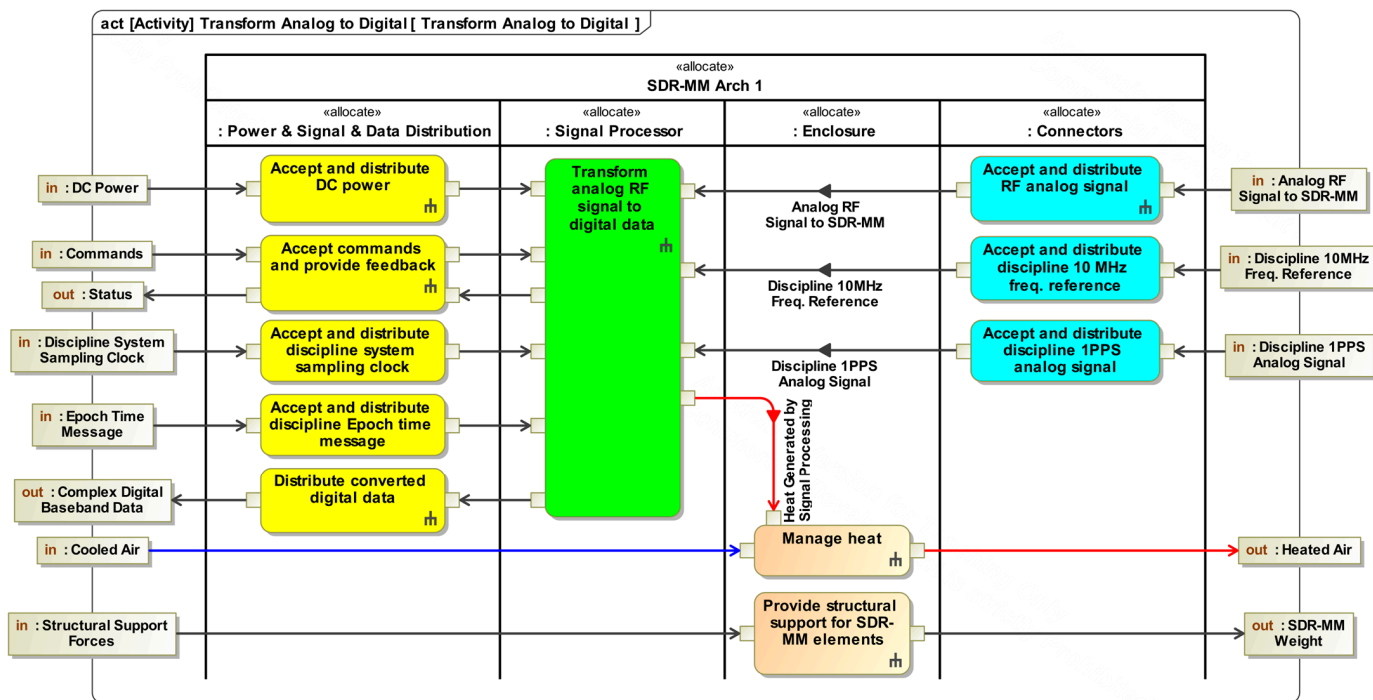 act [Activity] Transform Analog to Digital [ Transform Analog to Digital ]
«allocate»
SDR-MM Arch 1
«allocate»
: Power & Signal & Data Distribution
«allocate»
: Signal Processor
«allocate»
: Enclosure
«allocate»
: Connectors
in : DC Power
Accept and distribute
DC power
Transform
analog RF
signal to
digital data
Analog RF
Signal to SDR-MM
Accept and distribute
RF analog signal
in : Analog RF
Signal to SDR-MM
in : Commands
out : Status
Accept commands
and provide feedback
Discipline 10MHz
Freq. Reference
Accept and distribute
discipline 10 MHz
freq. reference
in : Discipline 10MHz
Freq. Reference
in : Discipline System
Sampling Clock
Accept and distribute
discipline system
sampling clock
Discipline 1PPS
Analog Signal
Accept and distribute
discipline 1PPS
analog signal
in : Discipline 1PPS
Analog Signal
in : Epoch Time
Message
Accept and distribute
discipline Epoch time
message
Heat Generated by
Signal Processing
out : Complex Digital
Baseband Data
Distribute converted
digital data
in : Cooled Air
Manage heat
out : Heated Air
in : Structural Support
Forces
Provide structural
support for SDR-
MM elements
out : SDR-MM
Weight